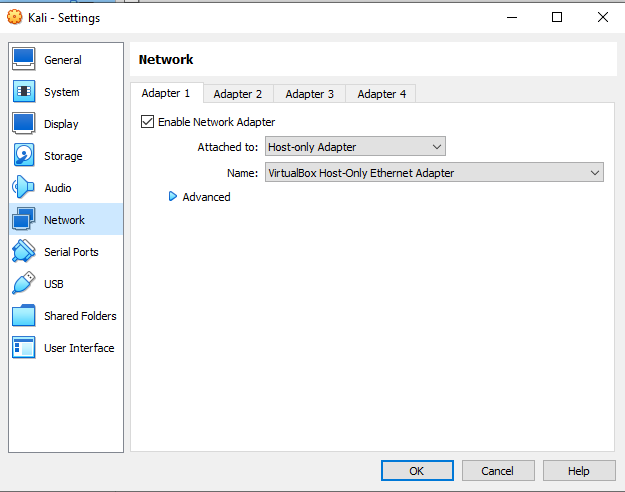 Kali - Settings
General
System
Display
Storage
Audio
Network
Serial Ports
USB
Shared Folders
User Interface
Network
Adapter 1 Adapter 2 Adapter 3 Adapter 4
Enable Network Adapter
Attached to: Host-only Adapter
Name: VirtualBox Host-Only Ethernet Adapter
Advanced
OK Cancel Help